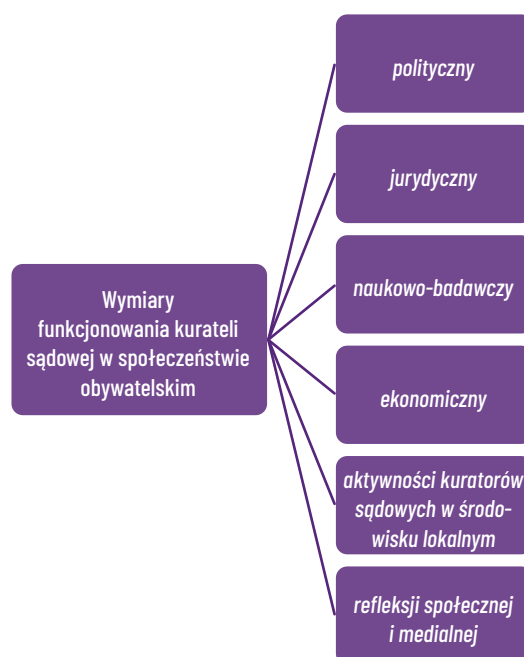 Wymiary
funkcjonowania kurateli
sądowej w społeczeństwie
obywatelskim
polityczny
jurydyczny
naukowo-badawczy
ekonomiczny
aktywności kuratorów
sądowych w środo-
wisku lokalnym
refleksji społecznej
i medialnej